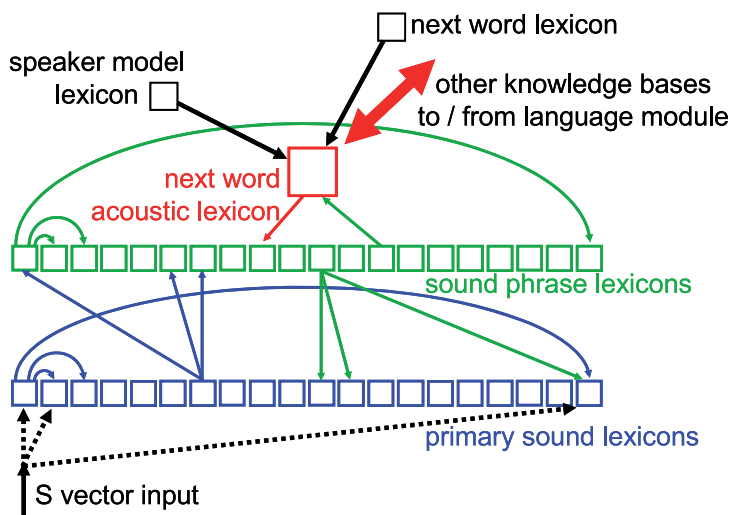 next word lexicon
speaker model
lexicon
other knowledge bases
to / from language module
next word
acoustic lexicon
sound phrase lexicons
primary sound lexicons
S vector input